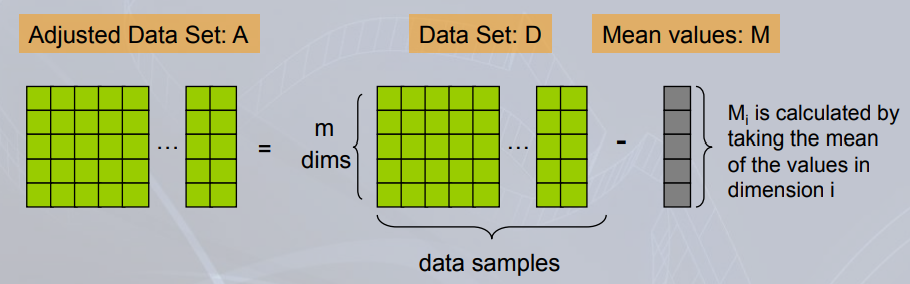 Adjusted Data Set: A
Data Set: D
Mean values: M
...
=
m
dims
...
-
M_i is calculated by
taking the mean
of the values in
dimension i
data samples